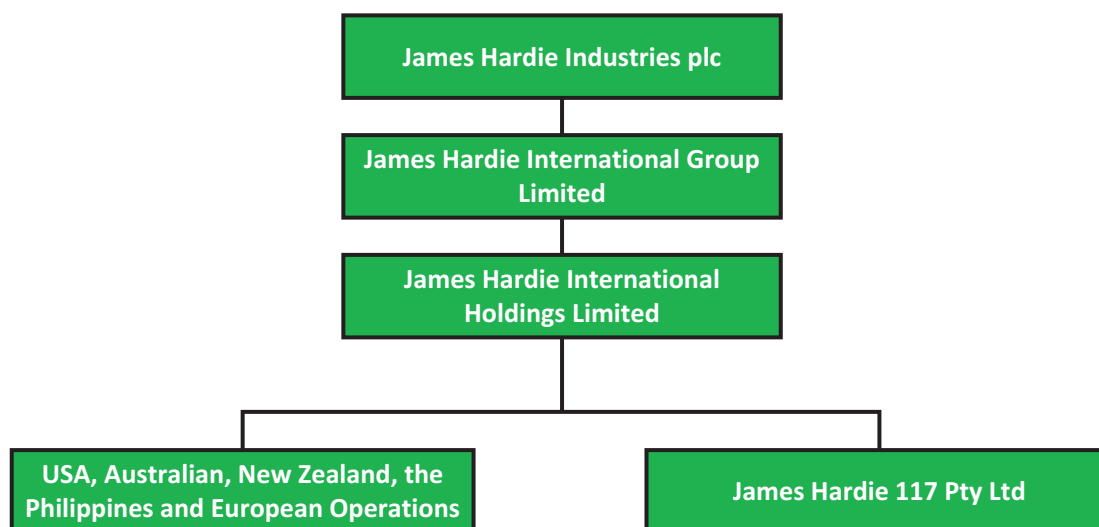 James Hardie Industries plc
James Hardie International Group
Limited
James Hardie International
Holdings Limited
USA, Australian, New Zealand, the
Philippines and European Operations
James Hardie 117 Pty Ltd